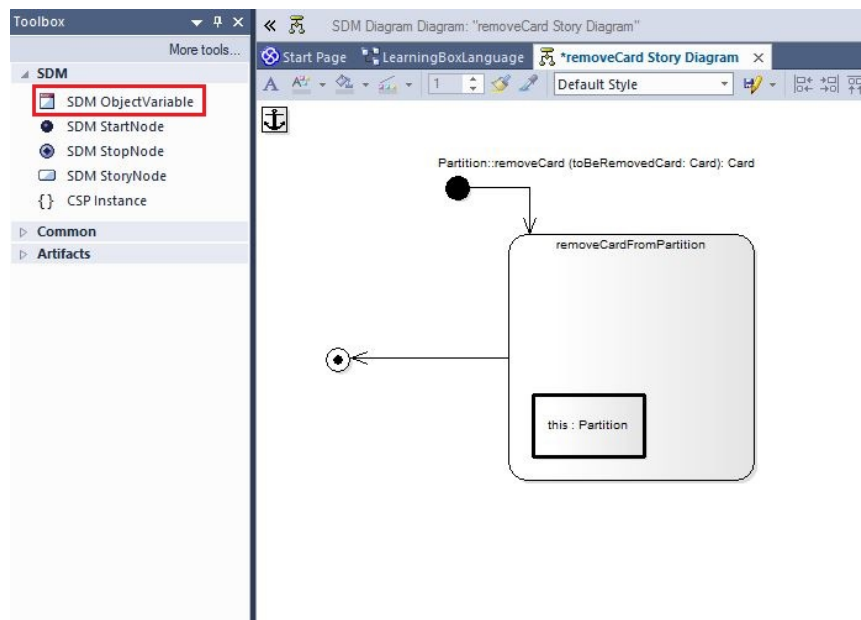 Toolbox
More tools...
SDM
SDM ObjectVariable
SDM StartNode
SDM StopNode
SDM StoryNode
{} CSP Instance
Common
Artifacts
SDM Diagram Diagram: "removeCard Story Diagram"
Start Page LearningBoxLanguage *removeCard Story Diagram
A 1 Default Style
Partition::removeCard (toBeRemovedCard: Card): Card
removeCardFromPartition
this : Partition